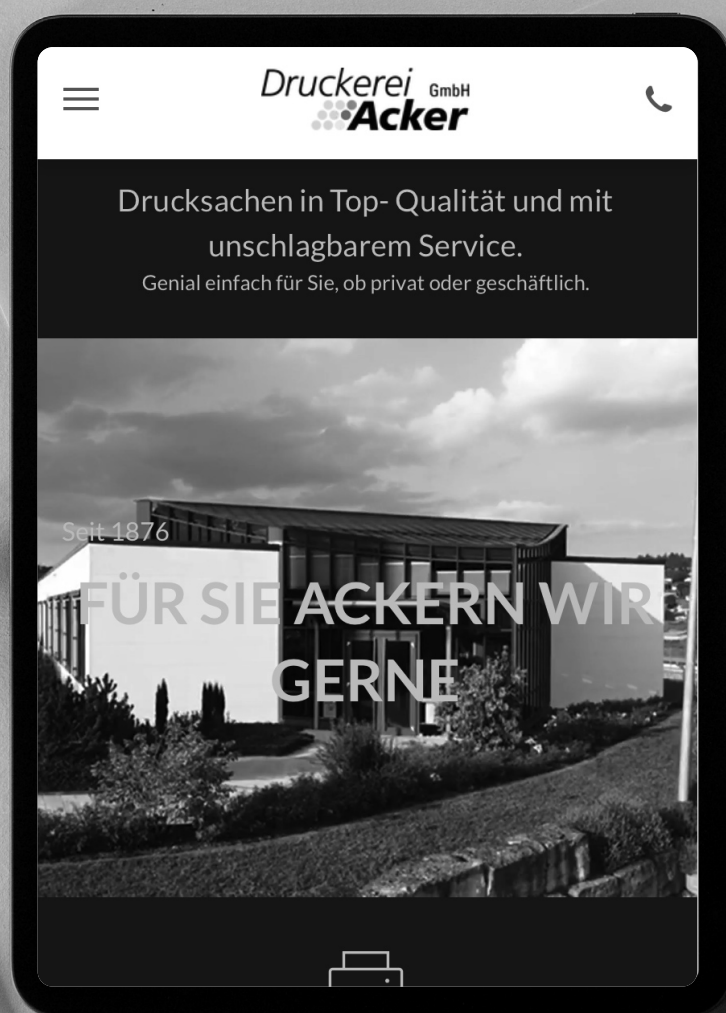 Druckerei GmbH
Acker
Drucksachen in Top- Qualität und mit
unschlagbarem Service.
Genial einfach für Sie, ob privat oder geschäftlich.
Seit 1876
FÜR SIE ACKERN WIR
GERNE